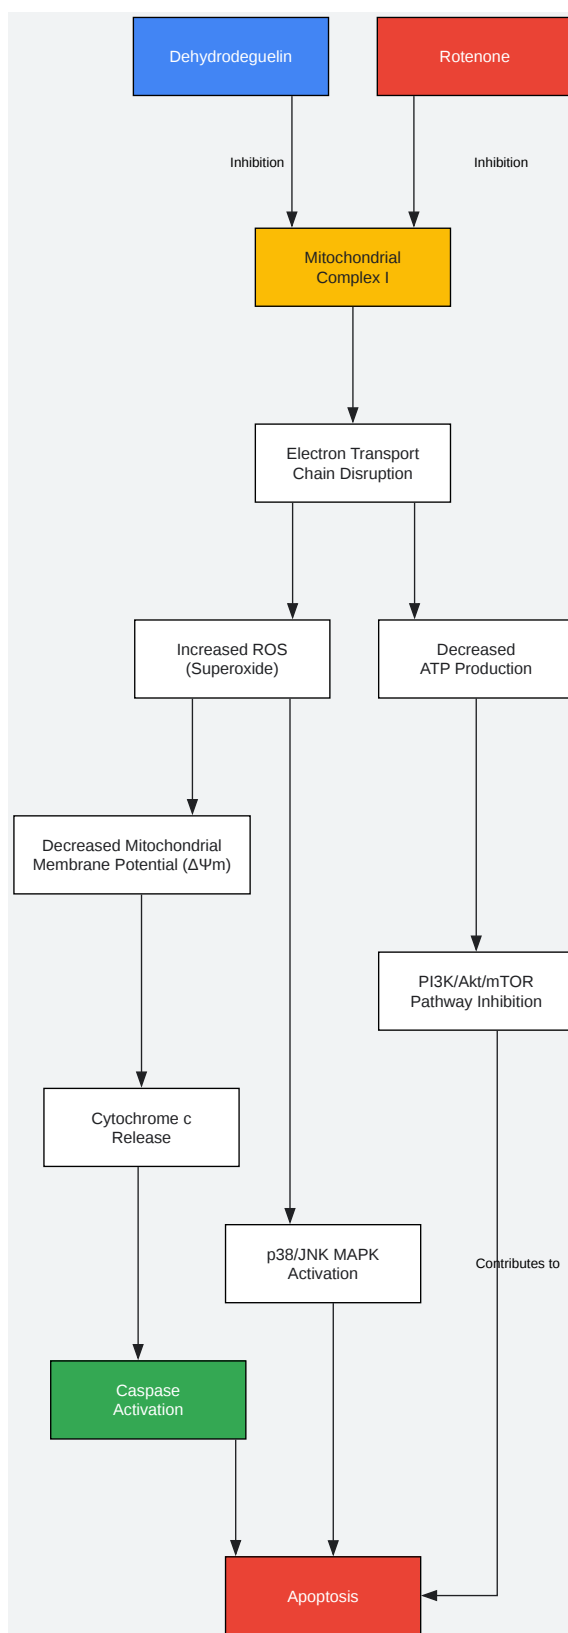 Dehydrodeguelin
Rotenone
Inhibition
Inhibition
Mitochondrial
Complex I
Electron Transport
Chain Disruption
Increased ROS
(Superoxide)
Decreased
ATP Production
Decreased Mitochondrial
Membrane Potential (ΔΨm)
PI3K/Akt/mTOR
Pathway Inhibition
Cytochrome c
Release
p38/JNK MAPK
Activation
Contributes to
Caspase
Activation
Apoptosis